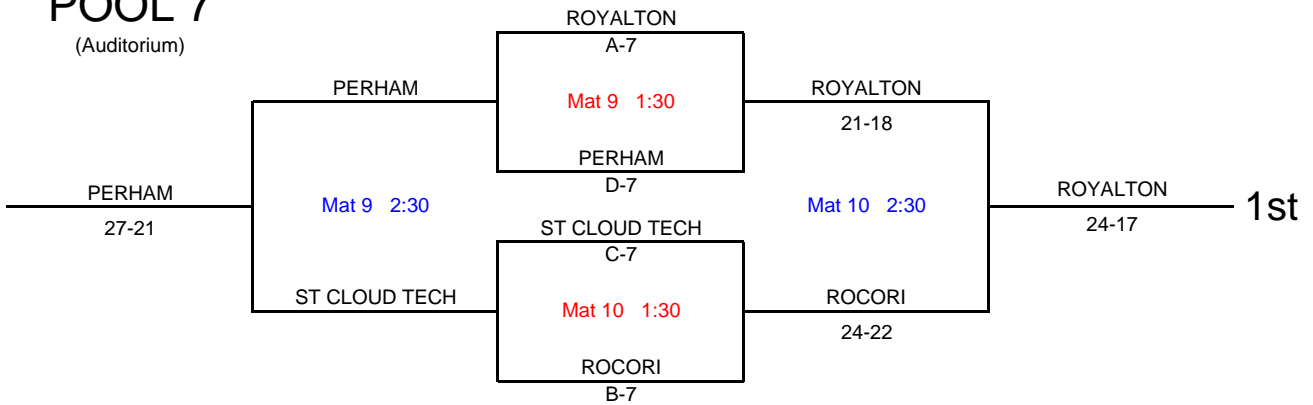 POOL 7
(Auditorium)
ROYALTON
A-7
PERHAM
Mat 9 1:30
ROYALTON
21-18
PERHAM
D-7
PERHAM
27-21
Mat 9 2:30
Mat 10 2:30
ROYALTON
24-17
1st
ST CLOUD TECH
C-7
ST CLOUD TECH
Mat 10 1:30
ROCORI
24-22
ROCORI
B-7